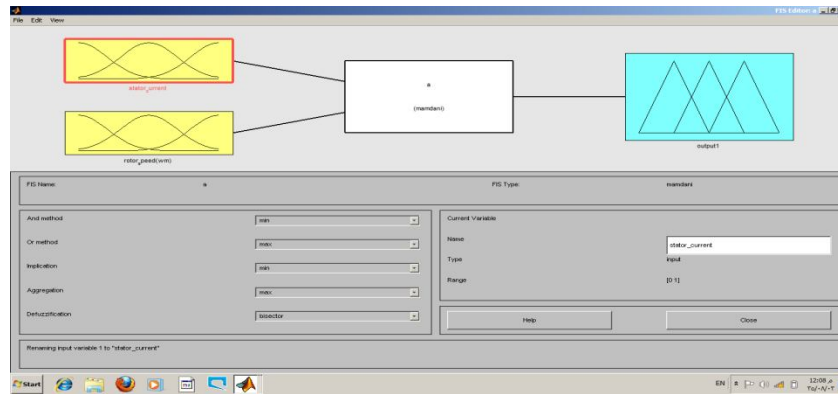 FIS Editor: a
File Edit View
stator_current
a
(mamdani)
rotor_peed(wm)
output1
FIS Name: a FIS Type: mamdani
And method min
Or method max
Implication min
Aggregation max
Defuzzification bisector
Current Variable
Name stator_current
Type input
Range [0 1]
Help Close
Renaming input variable 1 to "stator_current"
Start EN 12:08 م